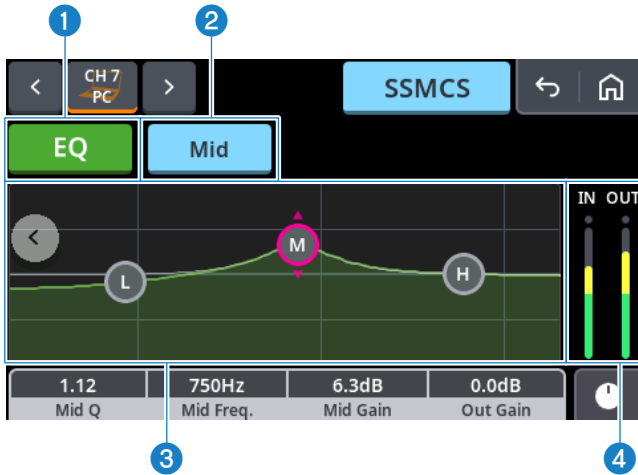 1 2
< CH 7 PC > SSMCS
EQ Mid
IN OUT
L M H
1.12 750Hz 6.3dB 0.0dB
Mid Q Mid Freq. Mid Gain Out Gain
3 4